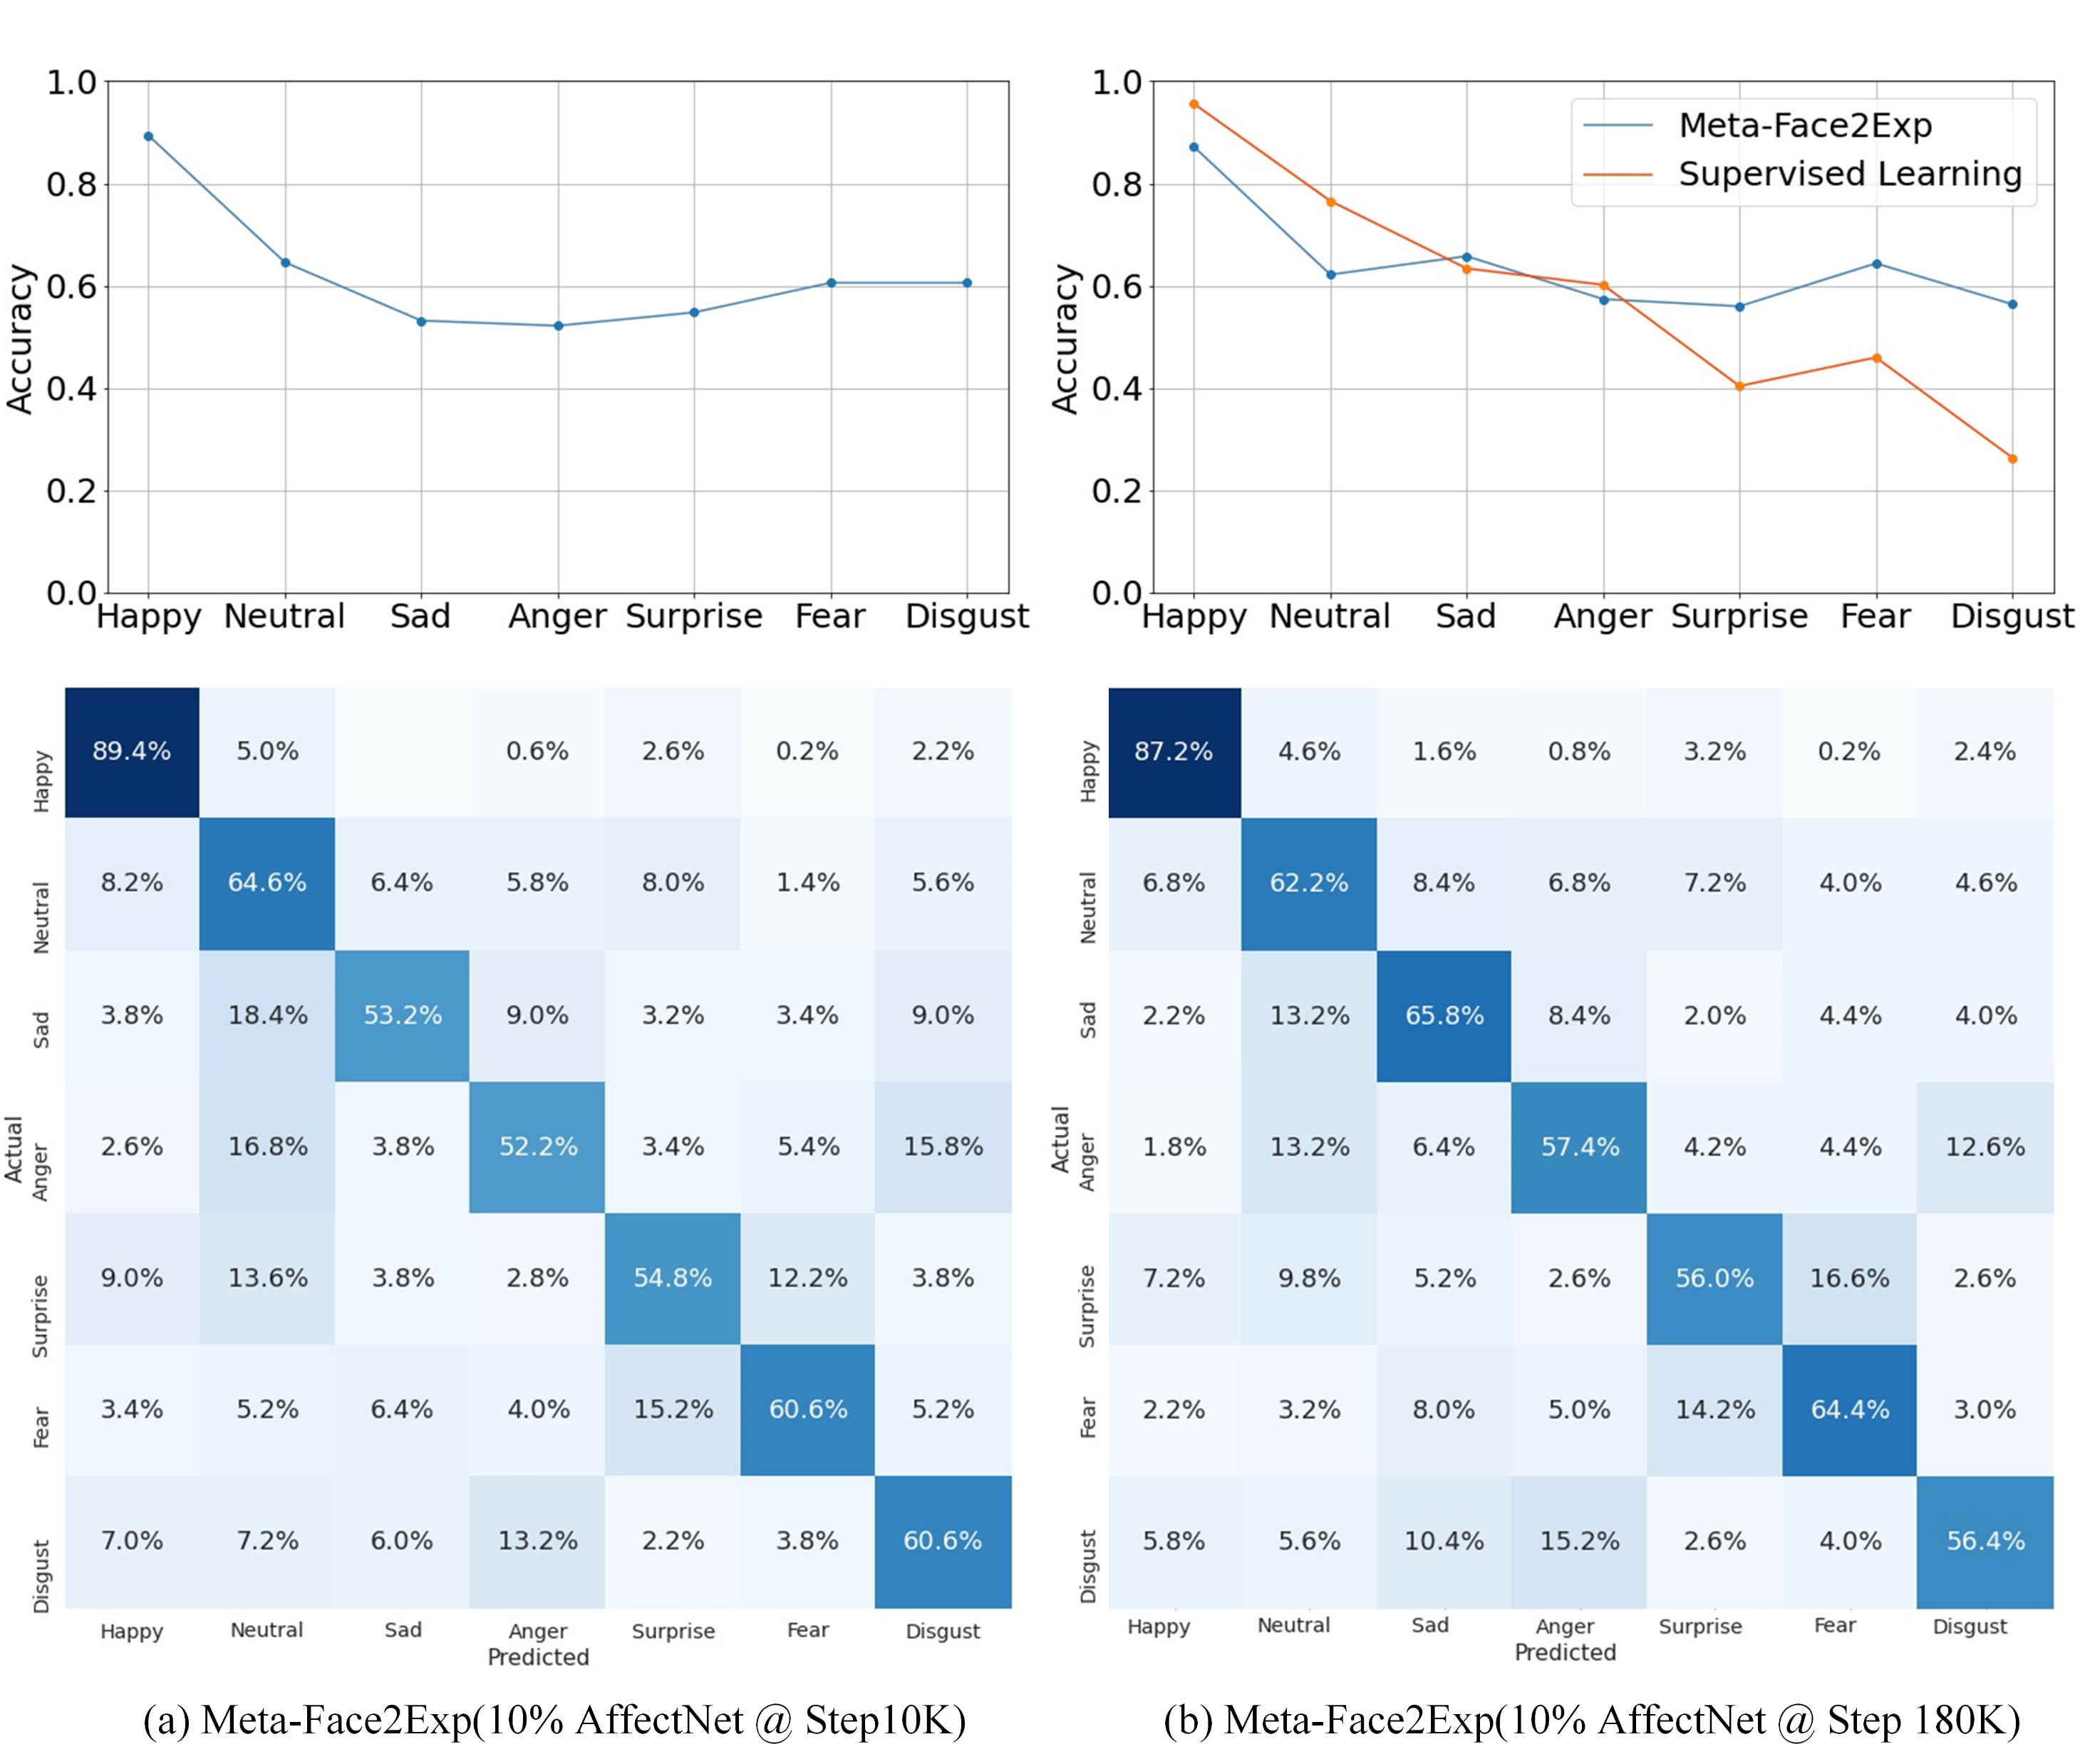 1.0
0.8
0.6
0.4
0.2
0.0
Accuracy
Happy Neutral Sad Anger Surprise Fear Disgust
1.0
0.8
0.6
0.4
0.2
0.0
Accuracy
Meta-Face2Exp
Supervised Learning
Happy Neutral Sad Anger Surprise Fear Disgust
Actual
Happy 89.4% 5.0% 0.6% 2.6% 0.2% 2.2%
Neutral 8.2% 64.6% 6.4% 5.8% 8.0% 1.4% 5.6%
Sad 3.8% 18.4% 53.2% 9.0% 3.2% 3.4% 9.0%
Anger 2.6% 16.8% 3.8% 52.2% 3.4% 5.4% 15.8%
Surprise 9.0% 13.6% 3.8% 2.8% 54.8% 12.2% 3.8%
Fear 3.4% 5.2% 6.4% 4.0% 15.2% 60.6% 5.2%
Disgust 7.0% 7.2% 6.0% 13.2% 2.2% 3.8% 60.6%
Happy Neutral Sad Anger Surprise Fear Disgust
Predicted
Actual
Happy 87.2% 4.6% 1.6% 0.8% 3.2% 0.2% 2.4%
Neutral 6.8% 62.2% 8.4% 6.8% 7.2% 4.0% 4.6%
Sad 2.2% 13.2% 65.8% 8.4% 2.0% 4.4% 4.0%
Anger 1.8% 13.2% 6.4% 57.4% 4.2% 4.4% 12.6%
Surprise 7.2% 9.8% 5.2% 2.6% 56.0% 16.6% 2.6%
Fear 2.2% 3.2% 8.0% 5.0% 14.2% 64.4% 3.0%
Disgust 5.8% 5.6% 10.4% 15.2% 2.6% 4.0% 56.4%
Happy Neutral Sad Anger Surprise Fear Disgust
Predicted
(a) Meta-Face2Exp(10% AffectNet @ Step10K)
(b) Meta-Face2Exp(10% AffectNet @ Step 180K)